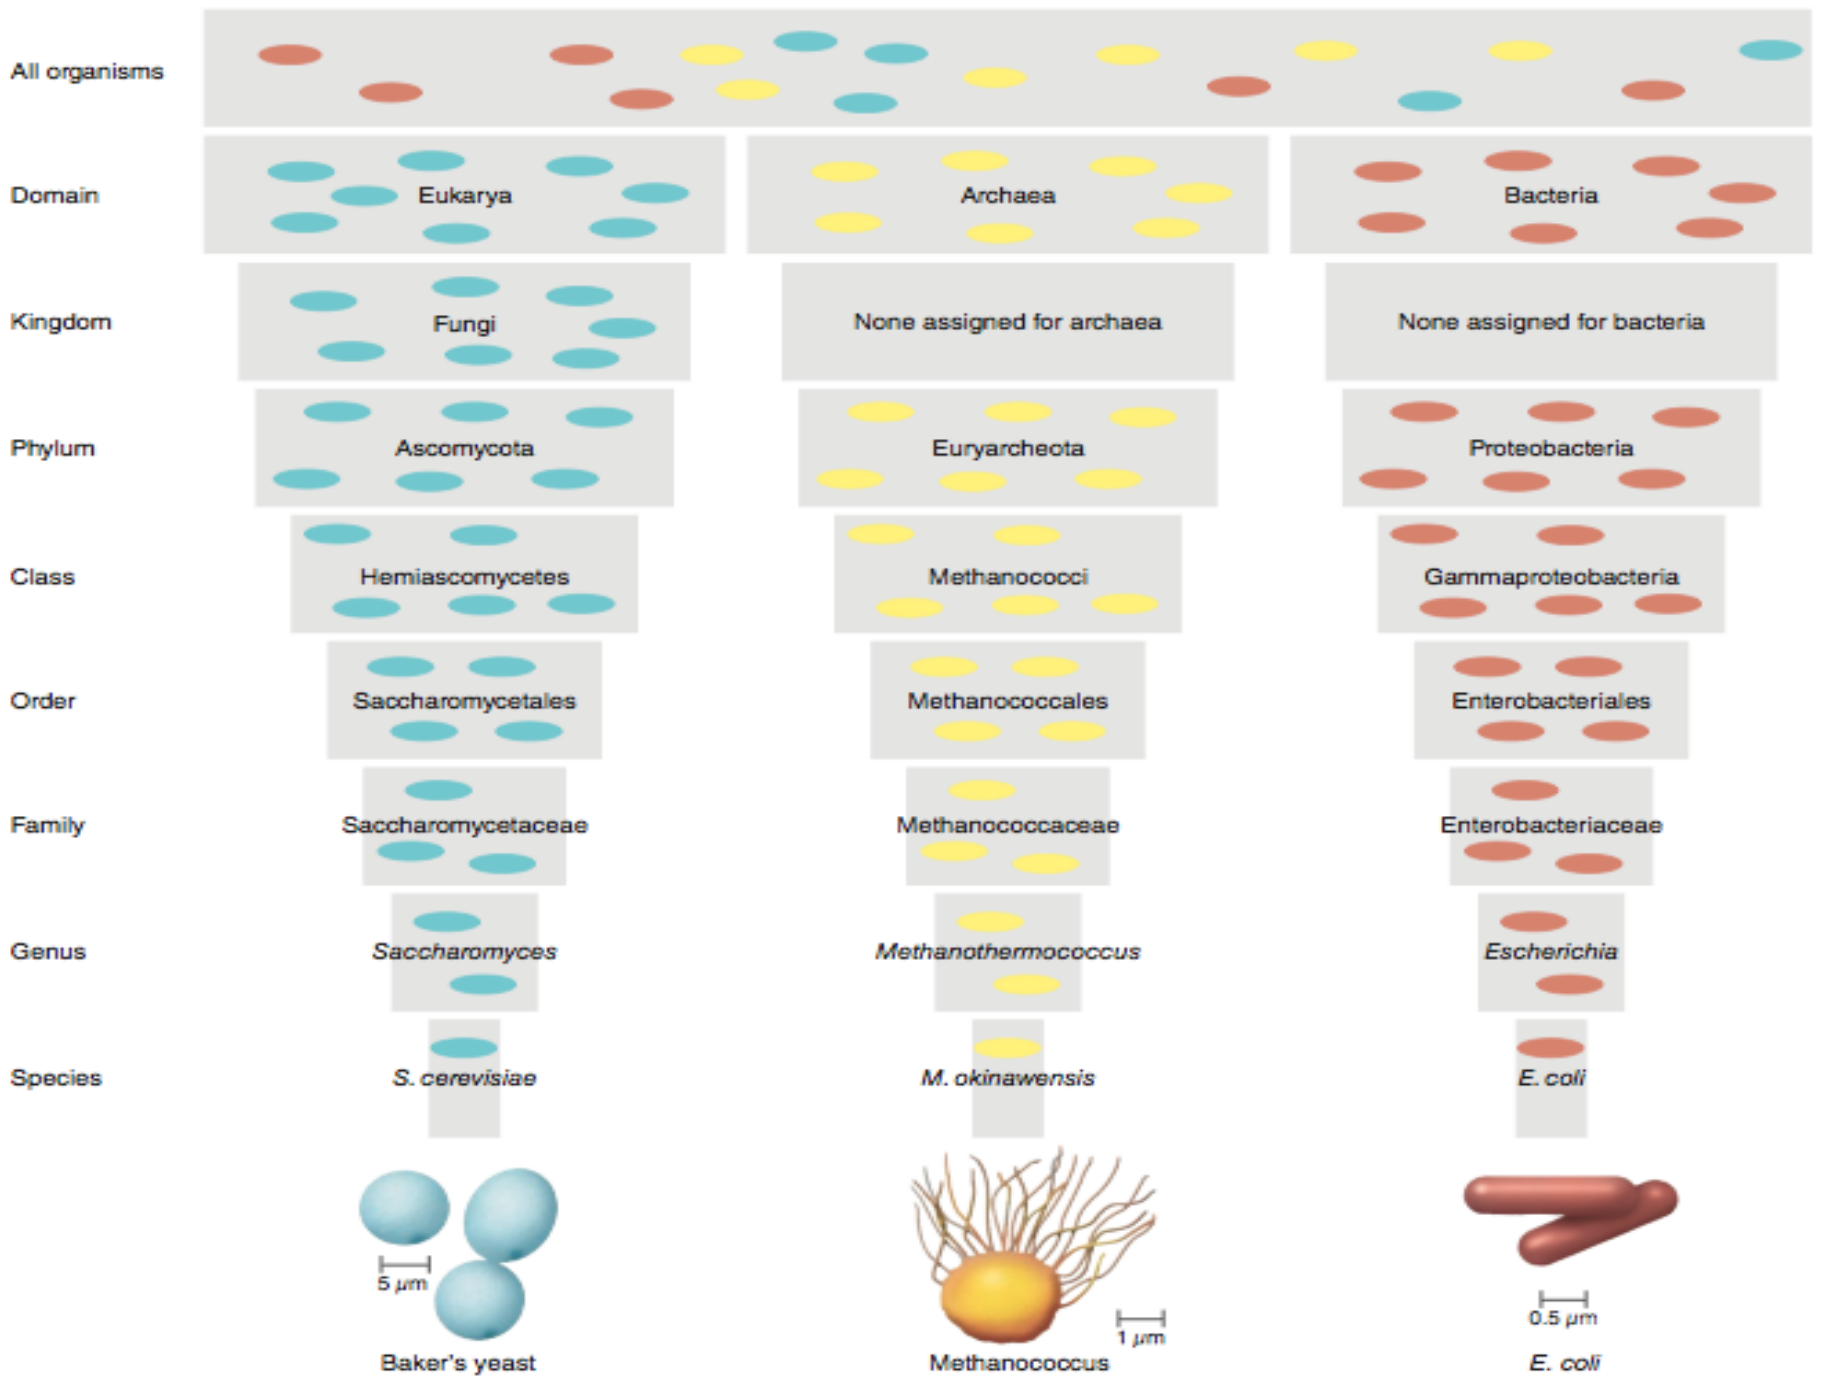 All organisms
Domain Eukarya Archaea Bacteria
Kingdom Fungi None assigned for archaea None assigned for bacteria
Phylum Ascomycota Euryarcheota Proteobacteria
Class Hemiascomycetes Methanococci Gammaproteobacteria
Order Saccharomycetales Methanococcales Enterobacteriales
Family Saccharomycetaceae Methanococcaceae Enterobacteriaceae
Genus Saccharomyces Methanothermococcus Escherichia
Species S. cerevisiae M. okinawensis E. coli
5 μm 1 μm 0.5 μm
Baker's yeast Methanococcus E. coli